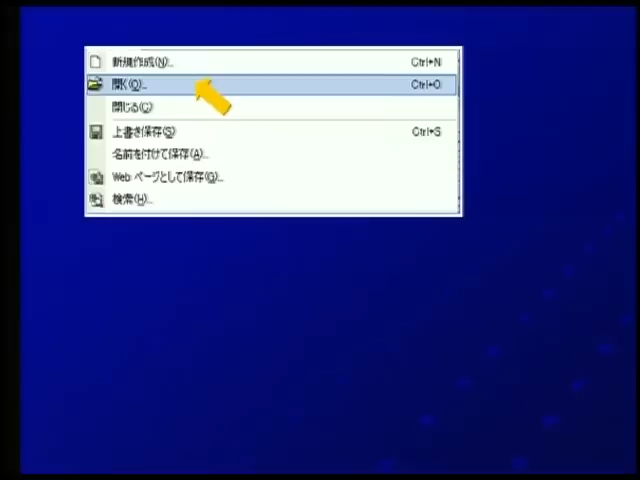 新規作成(N)... Ctrl+N
開く(O)... Ctrl+O
閉じる(C)
上書き保存(S) Ctrl+S
名前を付けて保存(A)...
Web ページとして保存(G)...
検索(H)...